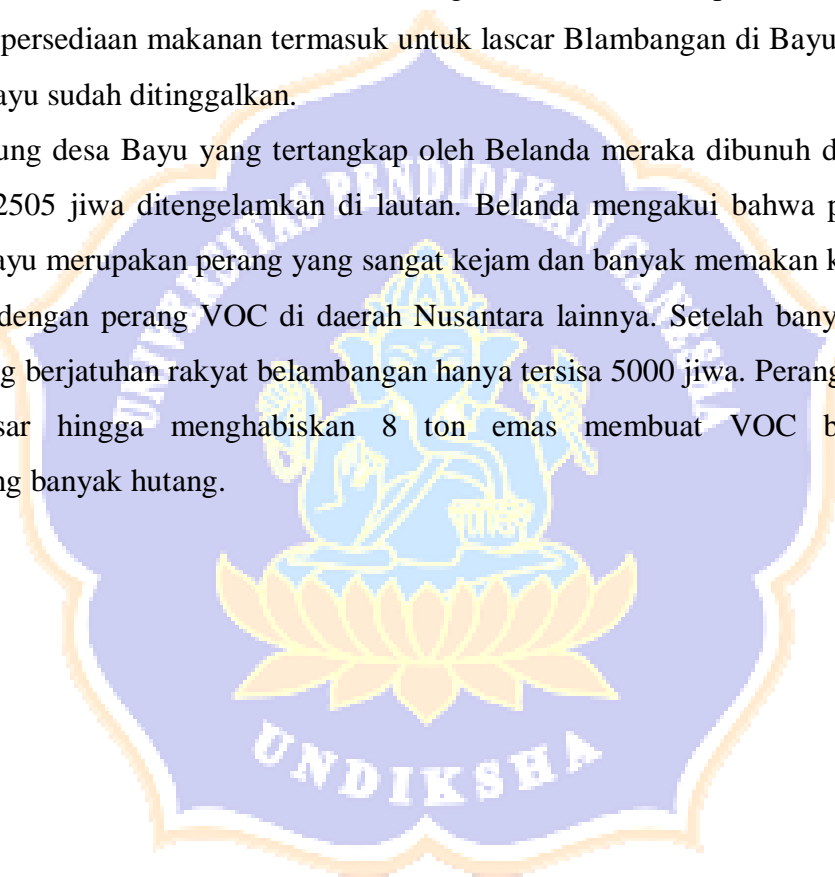 persediaan makanan termasuk untuk lascar Blambangan di Bayu
ayu sudah ditinggalkan.
ung desa Bayu yang tertangkap oleh Belanda meraka dibunuh d
2505 jiwa ditengelamkan di lautan. Belanda mengakui bahwa p
ayu merupakan perang yang sangat kejam dan banyak memakan k
dengan perang VOC di daerah Nusantara lainnya. Setelah bany
g berjatuhan rakyat belambangan hanya tersisa 5000 jiwa. Perang
sar hingga menghabiskan 8 ton emas membuat VOC b
ng banyak hutang.
UNIVERSITAS PENDIDIKAN GANESHA
UNDIKSHA